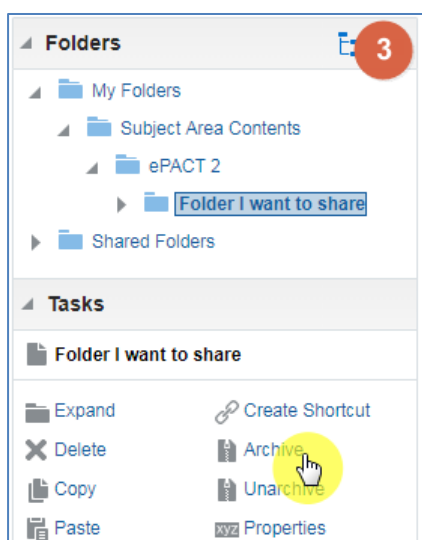 Folders
3
My Folders
Subject Area Contents
ePACT 2
Folder I want to share
Shared Folders
Tasks
Folder I want to share
Expand Create Shortcut
Delete Archive
Copy Unarchive
Paste xyz Properties